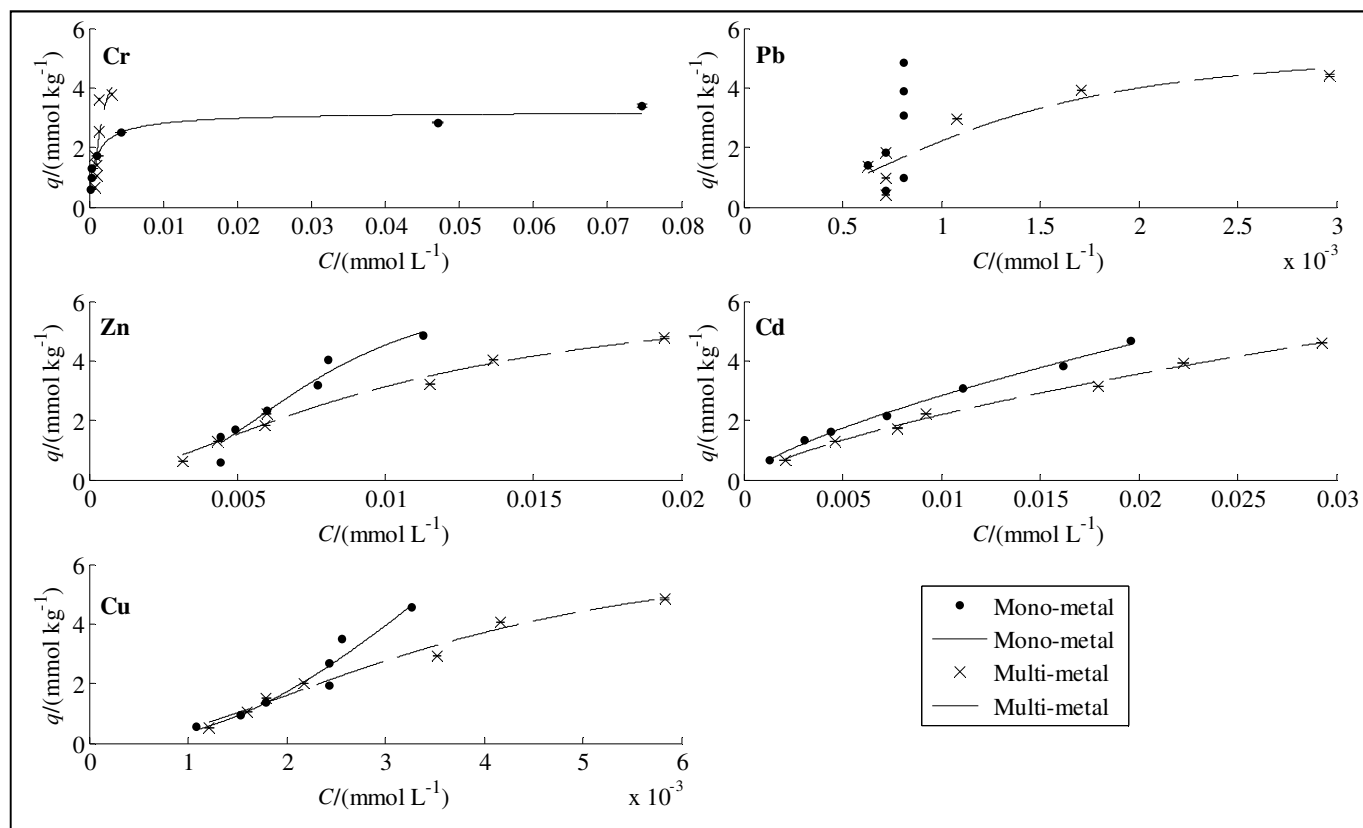 Cr
q/(mmol kg⁻¹)
6
4
2
0
0 0.01 0.02 0.03 0.04 0.05 0.06 0.07 0.08
C/(mmol L⁻¹)
Pb
q/(mmol kg⁻¹)
6
4
2
0
0 0.5 1 1.5 2 2.5 3
C/(mmol L⁻¹)
x 10⁻³
Zn
q/(mmol kg⁻¹)
6
4
2
0
0 0.005 0.01 0.015 0.02
C/(mmol L⁻¹)
Cd
q/(mmol kg⁻¹)
6
4
2
0
0 0.005 0.01 0.015 0.02 0.025 0.03
C/(mmol L⁻¹)
Cu
q/(mmol kg⁻¹)
6
4
2
0
0 1 2 3 4 5 6
C/(mmol L⁻¹)
x 10⁻³
Mono-metal
Mono-metal
Multi-metal
Multi-metal